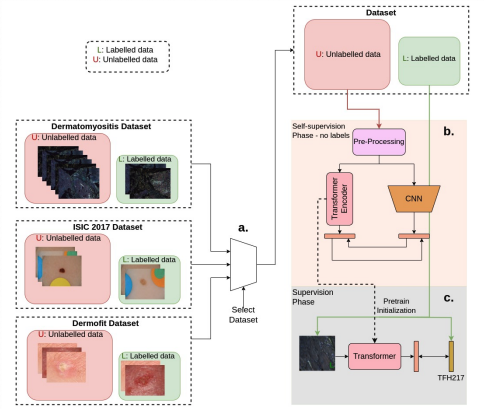 L: Labelled data
U: Unlabelled data
Dermatomyositis Dataset
U: Unlabelled data
L: Labelled data
ISIC 2017 Dataset
U: Unlabelled data
L: Labelled data
Dermofit Dataset
U: Unlabelled data
L: Labelled data
a.
Select
Dataset
Dataset
U: Unlabelled data
L: Labelled data
Self-supervision
Phase - no labels
b.
Pre-Processing
Transformer
Encoder
CNN
Supervision
Phase
Pretrain
Initialization
c.
Transformer
TFH217